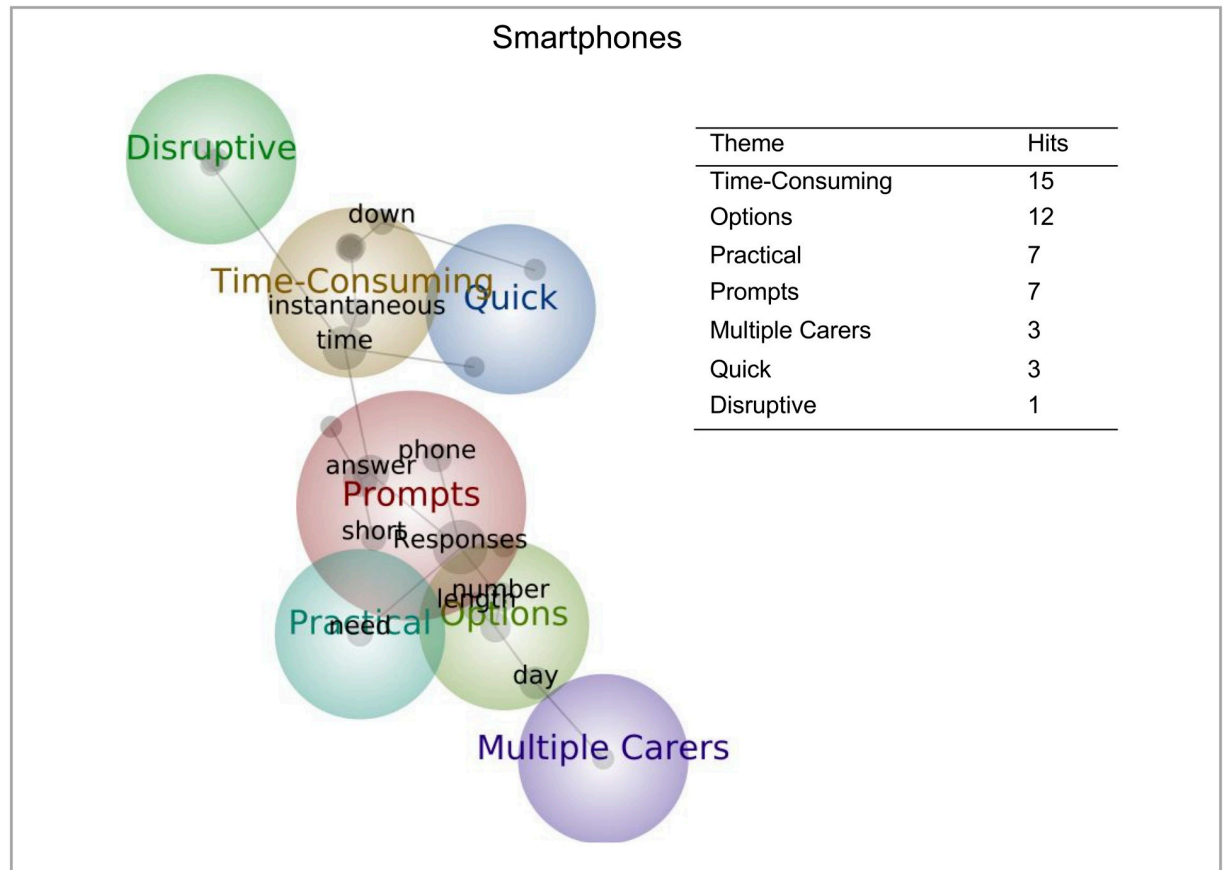 Smartphones
Disruptive
down
Time-Consuming
Quick
instantaneous
time
phone
answer
Prompts
short
Responses
number
length
Options
Practical
need
day
Multiple Carers
Theme Hits
Time-Consuming 15
Options 12
Practical 7
Prompts 7
Multiple Carers 3
Quick 3
Disruptive 1